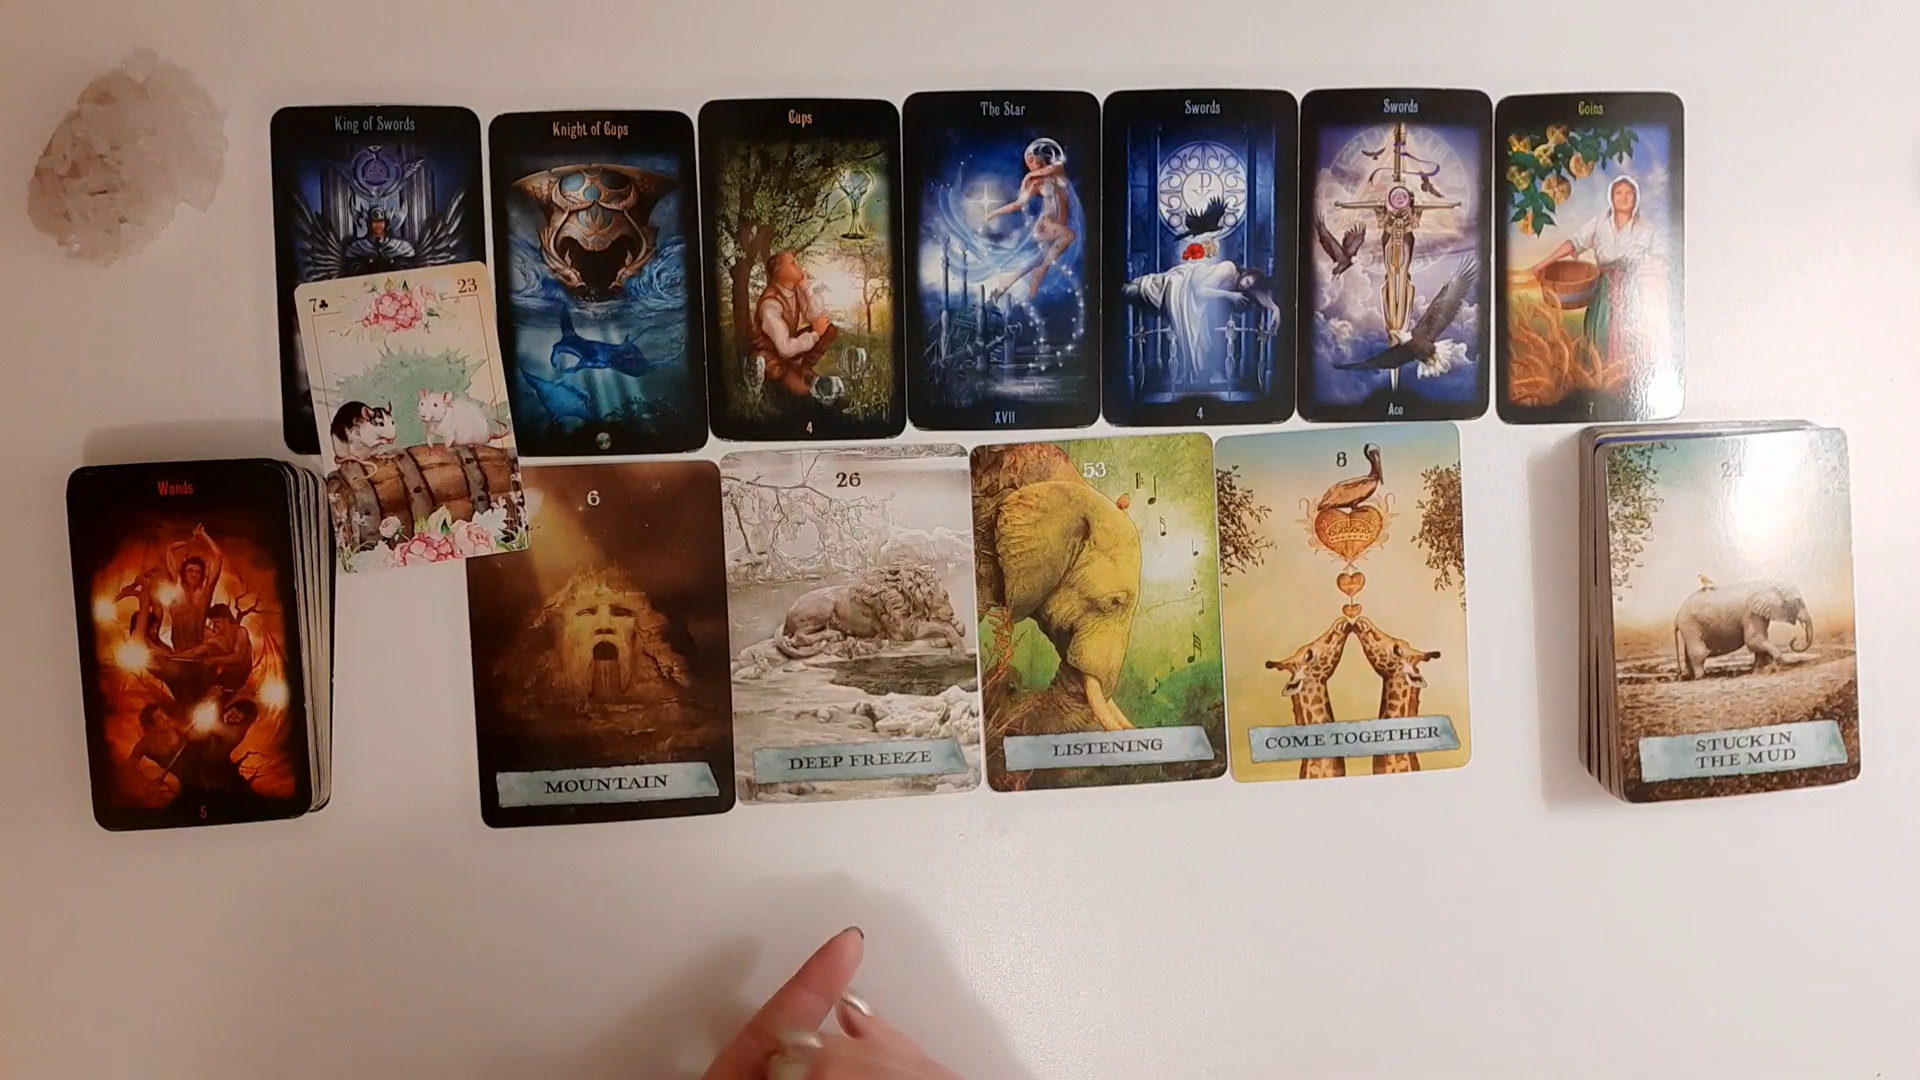 King of Swords
Knight of Cups
Cups
4
The Star
XVII
Swords
4
Swords
Ace
Coins
7
7♣
23
Wands
5
6
MOUNTAIN
26
DEEP FREEZE
53
LISTENING
8
COME TOGETHER
24
STUCK IN
THE MUD